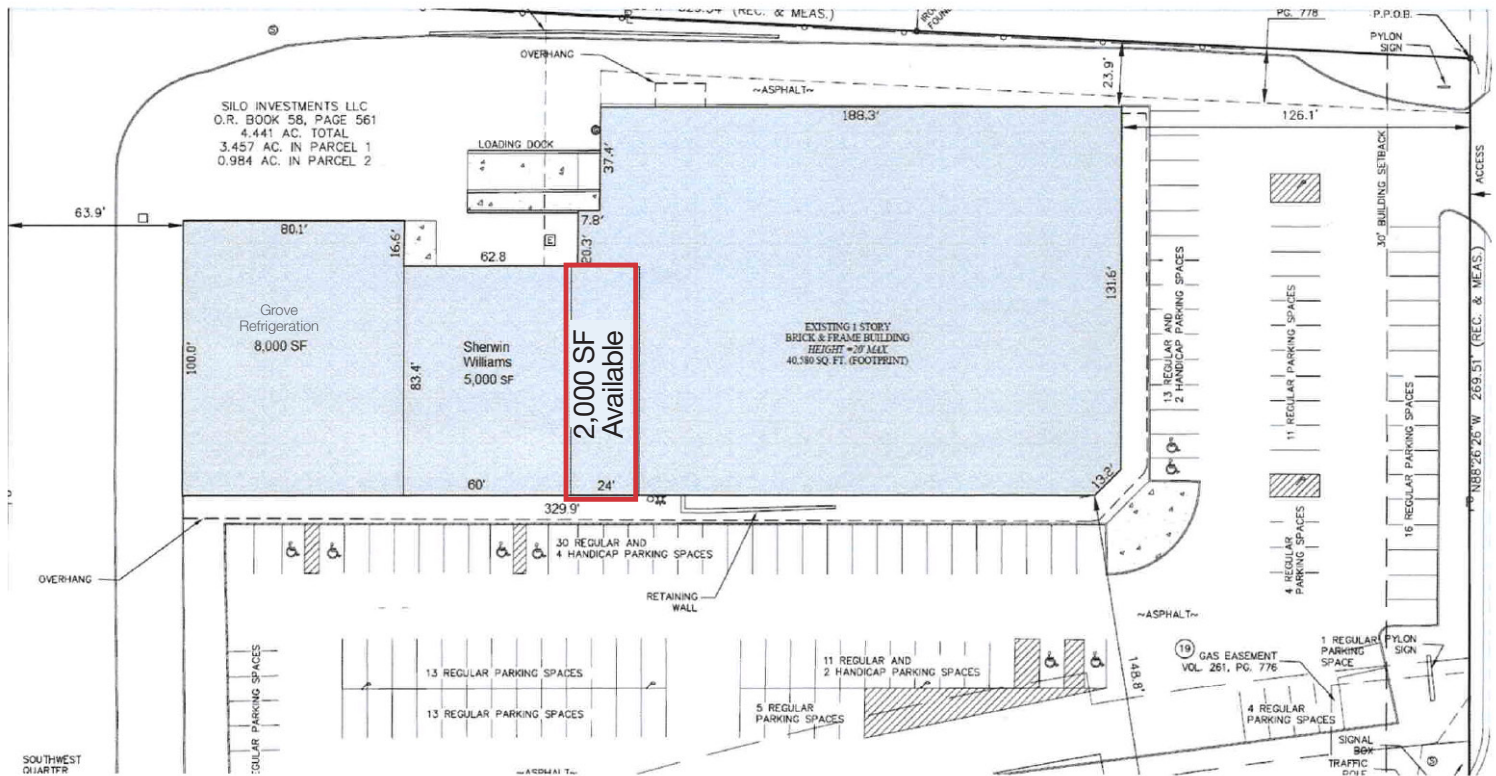 (REC. & MEAS.)
PG. 778
P.P.O.B.
PYLON
SIGN
OVERHANG
~ASPHALT~
23.9'
188.3'
126.1'
SILO INVESTMENTS LLC
O.R. BOOK 58, PAGE 561
4.441 AC. TOTAL
3.457 AC. IN PARCEL 1
0.984 AC. IN PARCEL 2
LOADING DOCK
37.4'
30' BUILDING SETBACK
ACCESS
63.9'
80.1'
16.6'
62.8
7.8'
20.3'
E
Grove
Refrigeration
8,000 SF
100.0'
Sherwin
Williams
5,000 SF
83.4'
2,000 SF
Available
EXISTING 1 STORY
BRICK & FRAME BUILDING
HEIGHT =20' MAX
40,580 SQ. FT. (FOOTPRINT)
131.6'
13 REGULAR AND
2 HANDICAP PARKING SPACES
11 REGULAR PARKING SPACES
16 REGULAR PARKING SPACES
N88°26'26"W 269.51' (REC. & MEAS.)
60'
24'
13.2'
329.9'
30 REGULAR AND
4 HANDICAP PARKING SPACES
4 REGULAR
PARKING SPACES
OVERHANG
RETAINING
WALL
~ASPHALT~
148.8'
19
GAS EASEMENT
VOL. 261, PG. 776
1 REGULAR
PARKING
SPACE
PYLON
SIGN
PARKING SPACES
13 REGULAR PARKING SPACES
13 REGULAR PARKING SPACES
11 REGULAR AND
2 HANDICAP PARKING SPACES
5 REGULAR
PARKING SPACES
4 REGULAR
PARKING SPACES
SIGNAL
BOX
TRAFFIC
POLE
S
SOUTHWEST
QUARTER
~ASPHALT~